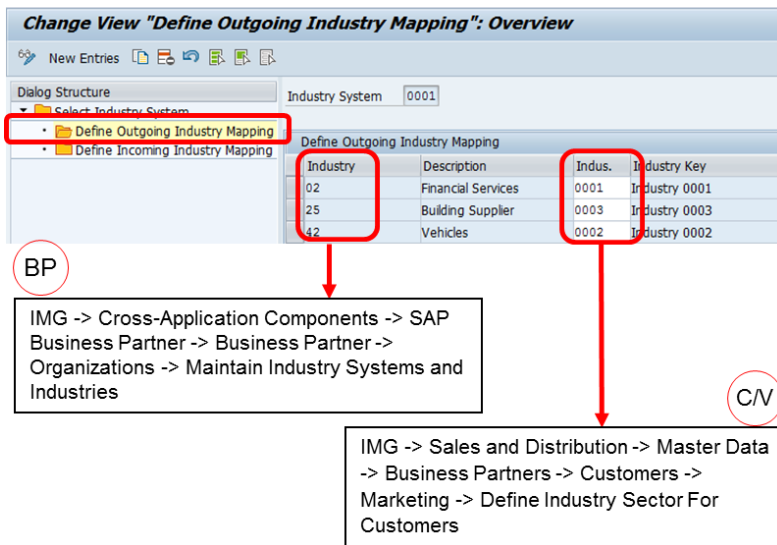 Change View "Define Outgoing Industry Mapping": Overview
New Entries
Dialog Structure
Select Industry System
Define Outgoing Industry Mapping
Define Incoming Industry Mapping
Industry System 0001
Define Outgoing Industry Mapping
Industry Description Indus. Industry Key
02 Financial Services 0001 Industry 0001
25 Building Supplier 0003 Industry 0003
42 Vehicles 0002 Industry 0002
BP
IMG -> Cross-Application Components -> SAP
Business Partner -> Business Partner ->
Organizations -> Maintain Industry Systems and
Industries
C/V
IMG -> Sales and Distribution -> Master Data
-> Business Partners -> Customers ->
Marketing -> Define Industry Sector For
Customers